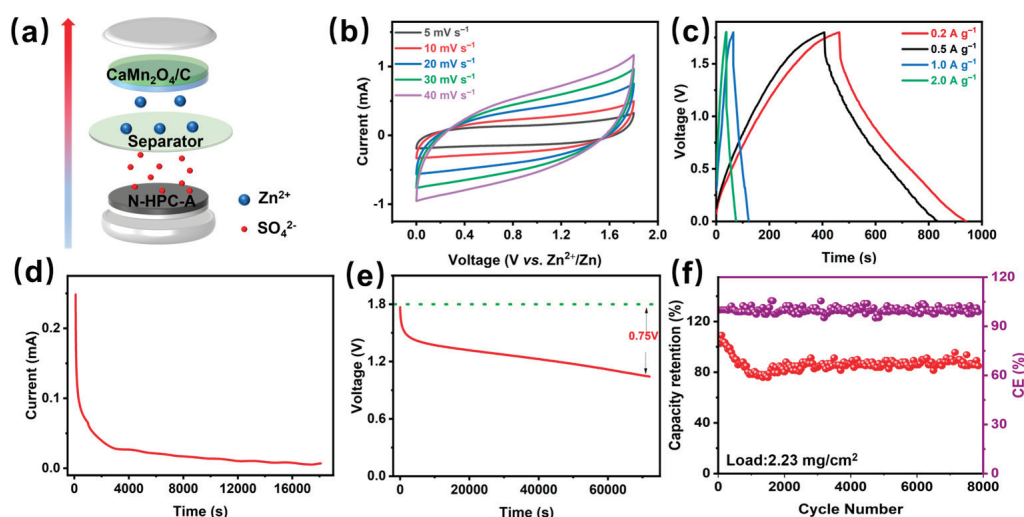 (a)
CaMn₂O₄/C
Separator
N-HPC-A
Zn²⁺
SO₄²⁻
(b)
5 mV s⁻¹
10 mV s⁻¹
20 mV s⁻¹
30 mV s⁻¹
40 mV s⁻¹
Current (mA)
1
0
-1
0.0 0.4 0.8 1.2 1.6 2.0
Voltage (V vs. Zn²⁺/Zn)
(c)
0.2 A g⁻¹
0.5 A g⁻¹
1.0 A g⁻¹
2.0 A g⁻¹
Voltage (V)
1.5
1.0
0.5
0.0
0 200 400 600 800 1000
Time (s)
(d)
Current (mA)
0.2
0.1
0.0
0 4000 8000 12000 16000
Time (s)
(e)
Voltage (V)
1.8
1.2
0.6
0.0
0.75V
0 20000 40000 60000
Time (s)
(f)
Capacity retention (%)
160
120
80
40
0
Load:2.23 mg/cm²
0 2000 4000 6000 8000
Cycle Number
120
90
60
30
0
CE (%)